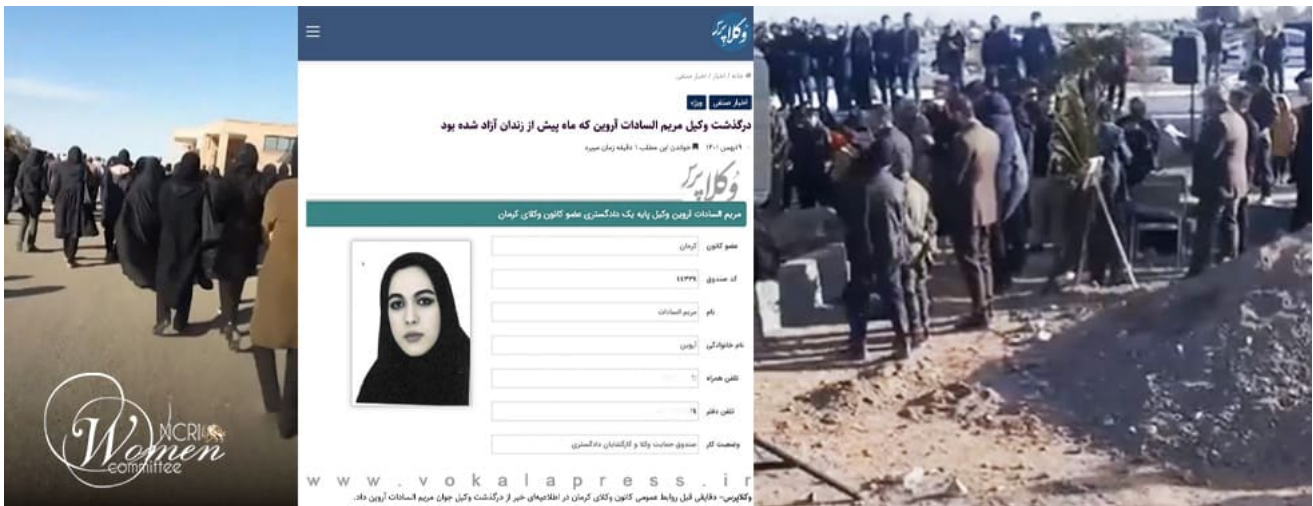 وکلاپرس
خانه / اخبار / اخبار صنفی
اخبار صنفی ویژه
درگذشت وکیل مریم السادات آروین که ماه پیش از زندان آزاد شده بود
۱۹بهمن ۱۴۰۱ خواندن این مطلب ۱ دقیقه زمان میبرد
وکلاپرس
مریم السادات آروین وکیل پایه یک دادگستری عضو کانون وکلای کرمان
عضو کانون کرمان
کد صندوق
نام مریم السادات
نام خانوادگی آروین
تلفن همراه
تلفن دفتر
وضعیت کار صندوق حمایت وکلا و کارگشایان دادگستری
www.vokalapress.ir
وکلاپرس- دقایقی قبل روابط عمومی کانون وکلای کرمان در اطلاعیه‌ای خبر از درگذشت وکیل جوان مریم السادات آروین داد.
NCRI
Women
committee